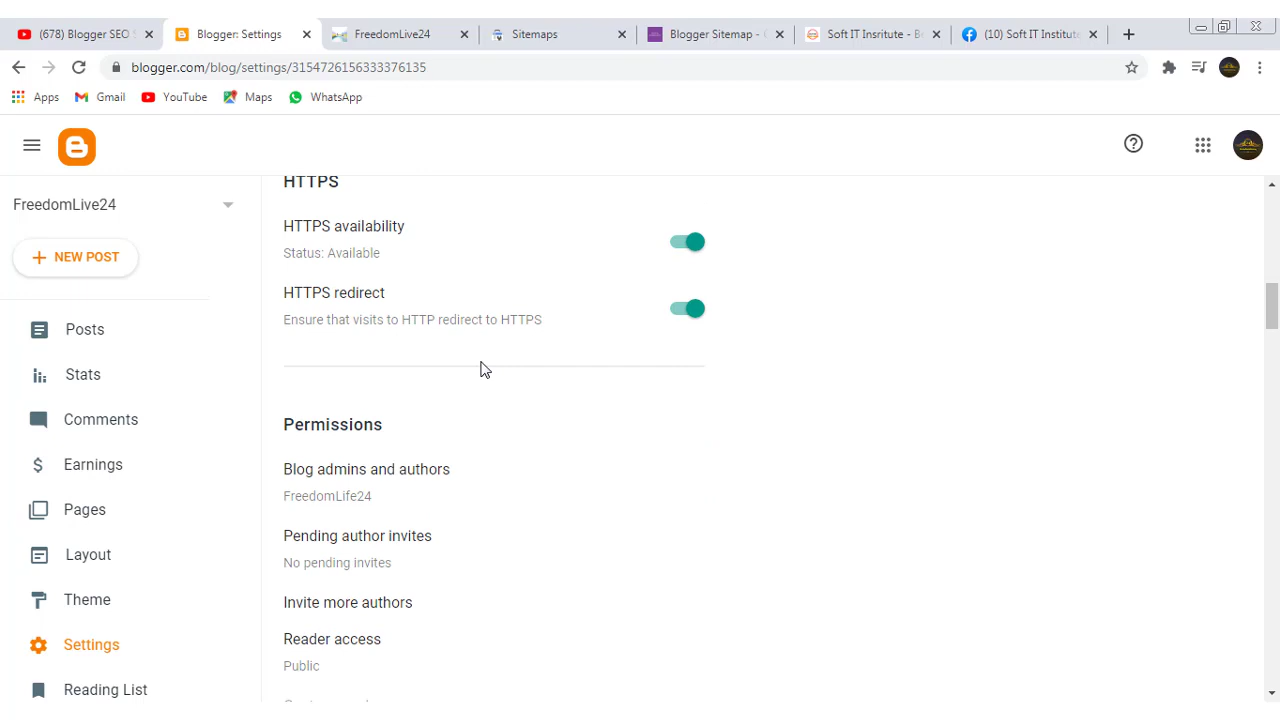 (678) Blogger SEO
Blogger: Settings
FreedomLive24
Sitemaps
Blogger Sitemap -
Soft IT Insritute -
(10) Soft IT Institut
blogger.com/blog/settings/3154726156333376135
Apps
Gmail
YouTube
Maps
WhatsApp
FreedomLive24
NEW POST
Posts
Stats
Comments
Earnings
Pages
Layout
Theme
Settings
Reading List
HTTPS
HTTPS availability
Status: Available
HTTPS redirect
Ensure that visits to HTTP redirect to HTTPS
Permissions
Blog admins and authors
FreedomLife24
Pending author invites
No pending invites
Invite more authors
Reader access
Public